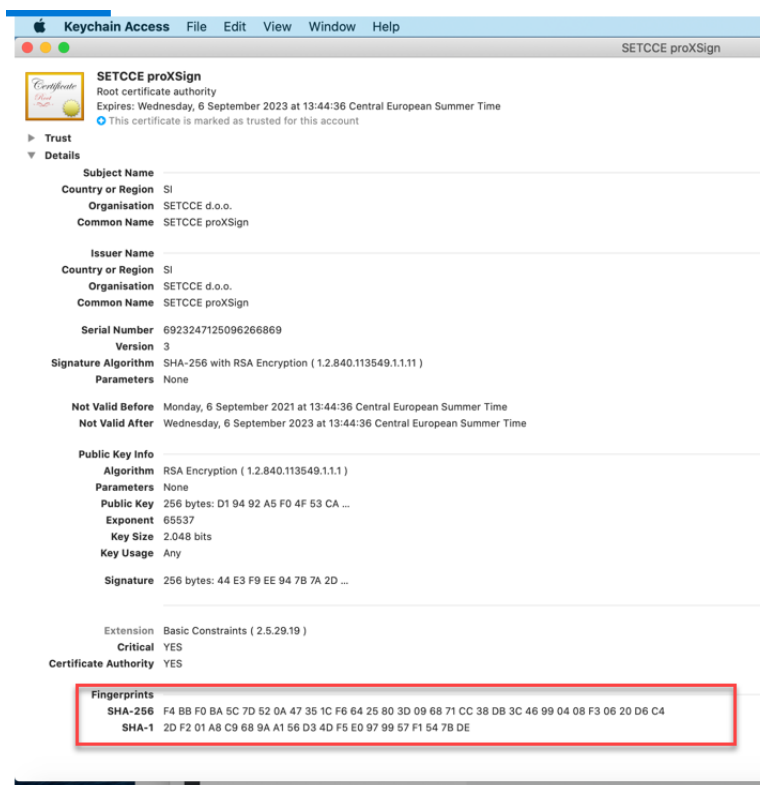 Keychain Access File Edit View Window Help
SETCCE proXSign
Certificate
Root
SETCCE proXSign
Root certificate authority
Expires: Wednesday, 6 September 2023 at 13:44:36 Central European Summer Time
This certificate is marked as trusted for this account
Trust
Details
Subject Name
Country or Region SI
Organisation SETCCE d.o.o.
Common Name SETCCE proXSign
Issuer Name
Country or Region SI
Organisation SETCCE d.o.o.
Common Name SETCCE proXSign
Serial Number 6923247125096266869
Version 3
Signature Algorithm SHA-256 with RSA Encryption ( 1.2.840.113549.1.1.11 )
Parameters None
Not Valid Before Monday, 6 September 2021 at 13:44:36 Central European Summer Time
Not Valid After Wednesday, 6 September 2023 at 13:44:36 Central European Summer Time
Public Key Info
Algorithm RSA Encryption ( 1.2.840.113549.1.1.1 )
Parameters None
Public Key 256 bytes: D1 94 92 A5 F0 4F 53 CA ...
Exponent 65537
Key Size 2.048 bits
Key Usage Any
Signature 256 bytes: 44 E3 F9 EE 94 7B 7A 2D ...
Extension Basic Constraints ( 2.5.29.19 )
Critical YES
Certificate Authority YES
Fingerprints
SHA-256 F4 BB F0 BA 5C 7D 52 0A 47 35 1C F6 64 25 80 3D 09 68 71 CC 38 DB 3C 46 99 04 08 F3 06 20 D6 C4
SHA-1 2D F2 01 A8 C9 68 9A A1 56 D3 4D F5 E0 97 99 57 F1 54 7B DE